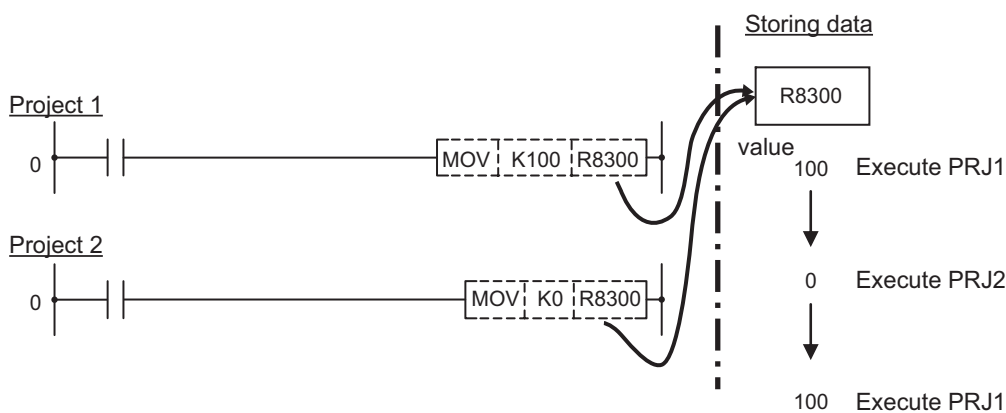 Storing data
R8300
Project 1
0 MOV K100 R8300
value
100 Execute PRJ1
Project 2
0 MOV K0 R8300
0 Execute PRJ2
100 Execute PRJ1